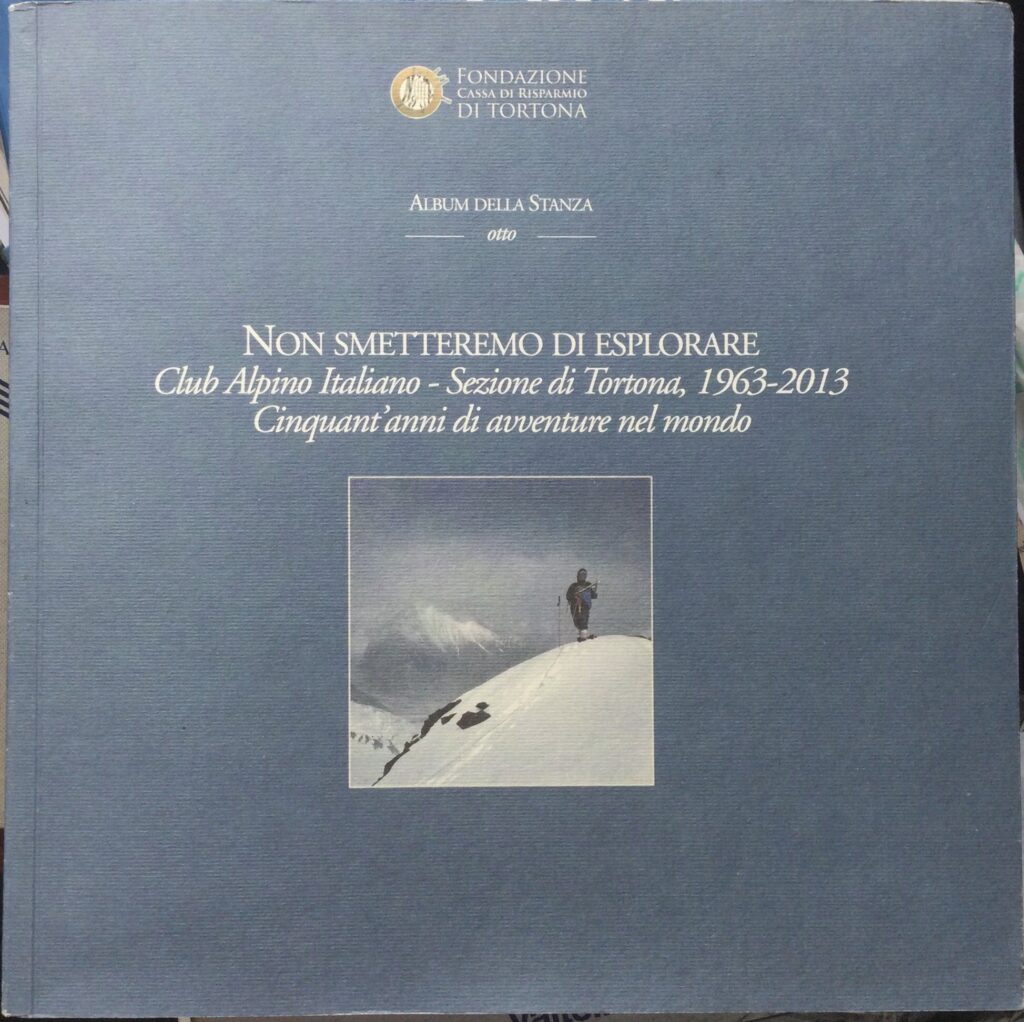 FONDAZIONE
CASSA DI RISPARMIO
DI TORTONA
ALBUM DELLA STANZA
otto
NON SMETTEREMO DI ESPLORARE
Club Alpino Italiano - Sezione di Tortona, 1963-2013
Cinquant'anni di avventure nel mondo